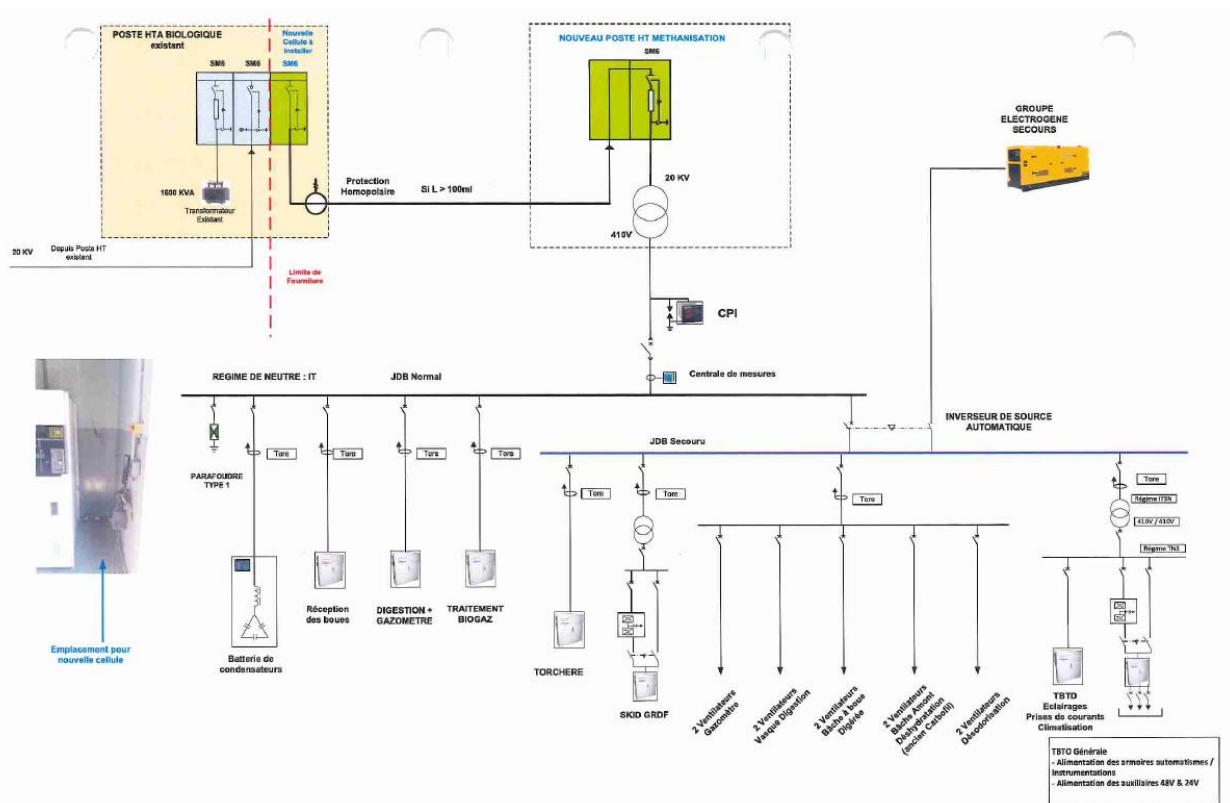 POSTE HTA BIOLOGIQUE
existant
Nouvelle
Cellule à
installer
SM6
SM6
SM6
1600 KVA
Transformateur
Existant
20 KV
Depuis Poste HT
existant
Limite de
Fourniture
Protection
Homopolaire
Si L > 100ml
NOUVEAU POSTE HT METHANISATION
SM6
20 KV
410V
GROUPE
ELECTROGENE
SECOURS
CPI
Centrale de mesures
REGIME DE NEUTRE : IT
JDB Normal
INVERSEUR DE SOURCE
AUTOMATIQUE
JDB Secouru
PARAFOUDRE
TYPE 1
Tore
Tore
Tore
Tore
Tore
Tore
Tore
Tore
Régime ITSN
410V / 410V
Régime TNS
Batterie de
condensateurs
Réception
des boues
DIGESTION +
GAZOMETRE
TRAITEMENT
BIOGAZ
TORCHERE
SKID GRDF
2 Ventilateurs
Gazomètre
2 Ventilateurs
Vasque Digestion
2 Ventilateurs
Bâche à boue
Digérée
2 Ventilateurs
Bâche Amont
Déshydratation
(ancien Carbofil)
2 Ventilateurs
Désodorisation
TBTD
Eclairages
Prises de courants
Climatisation
TBTO Générale
- Alimentation des armoires automatismes /
Instrumentations
- Alimentation des auxiliaires 48V & 24V
Emplacement pour
nouvelle cellule